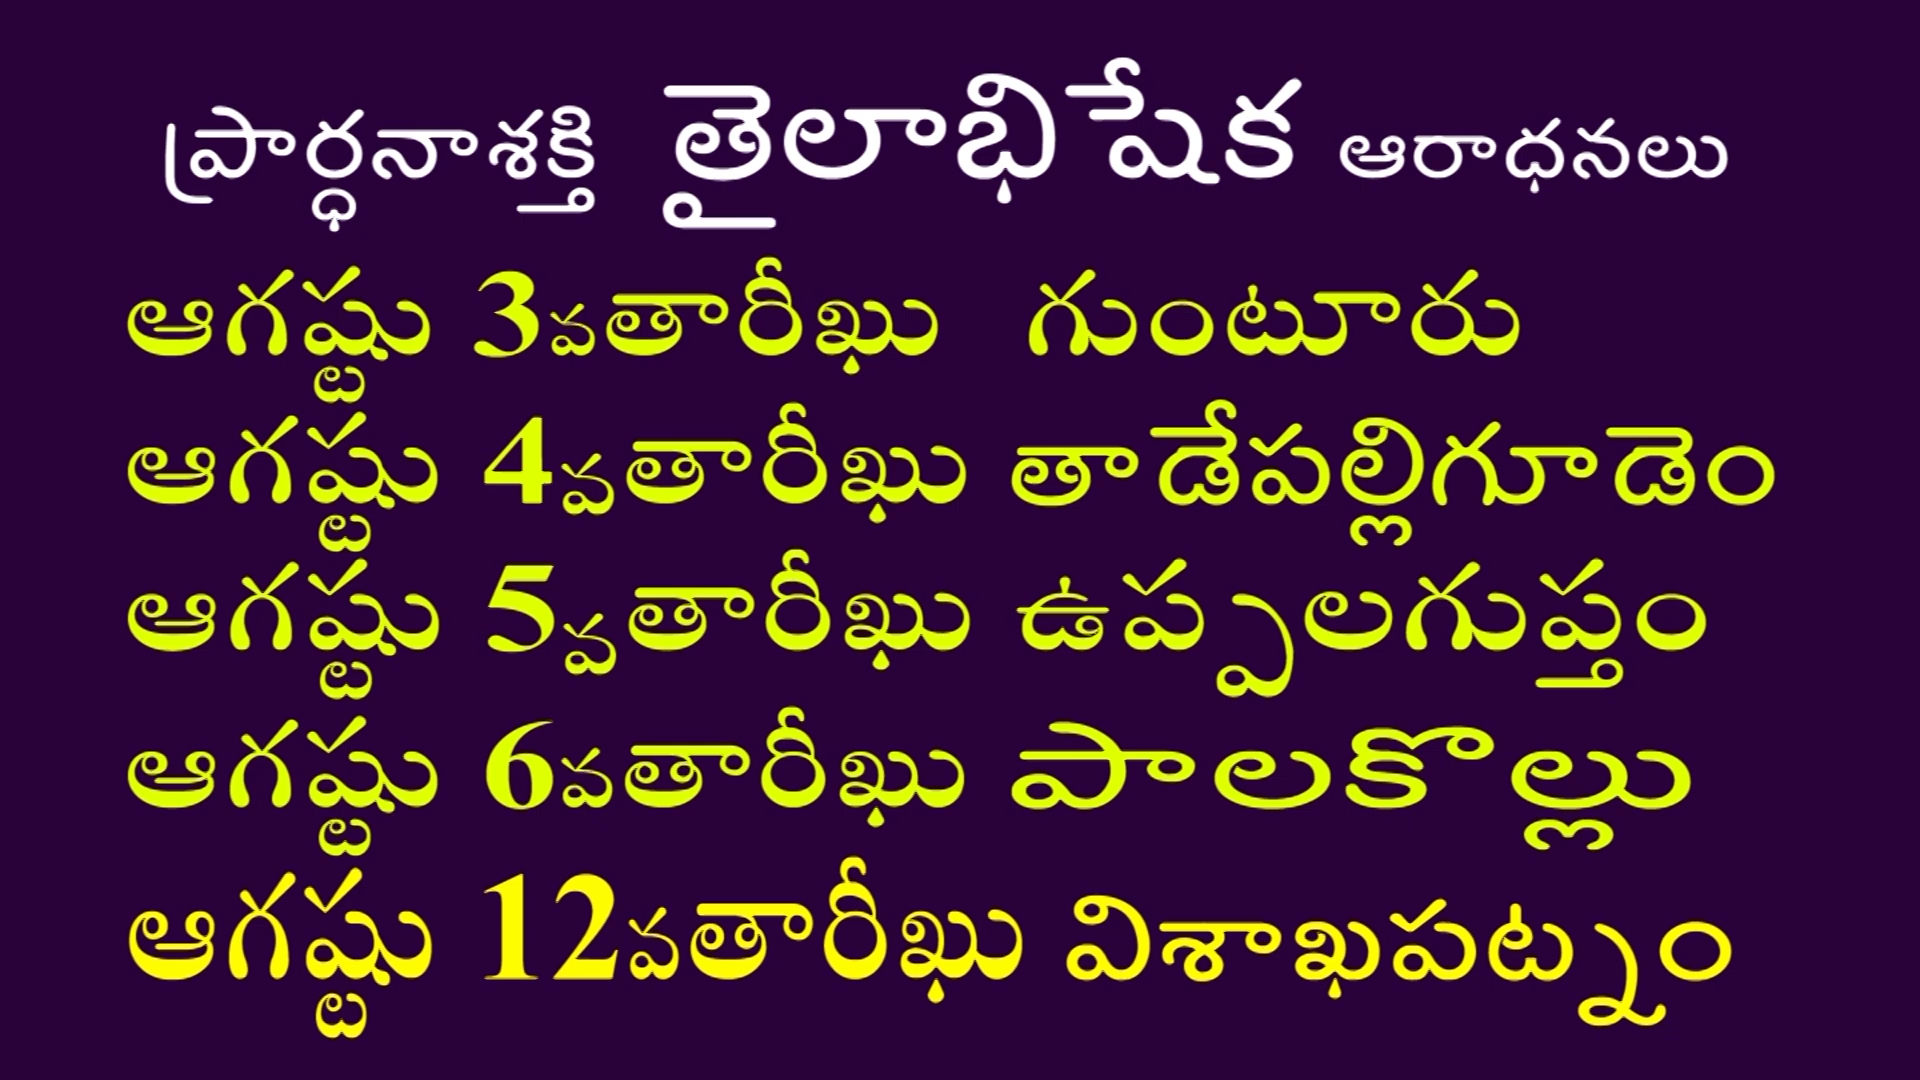 ప్రార్ధనాశక్తి తైలాభిషేక ఆరాధనలు
ఆగష్టు 3వతారీఖు గుంటూరు
ఆగష్టు 4వతారీఖు తాడేపల్లిగూడెం
ఆగష్టు 5వతారీఖు ఉప్పలగుప్తం
ఆగష్టు 6వతారీఖు పాలకొల్లు
ఆగష్టు 12వతారీఖు విశాఖపట్నం